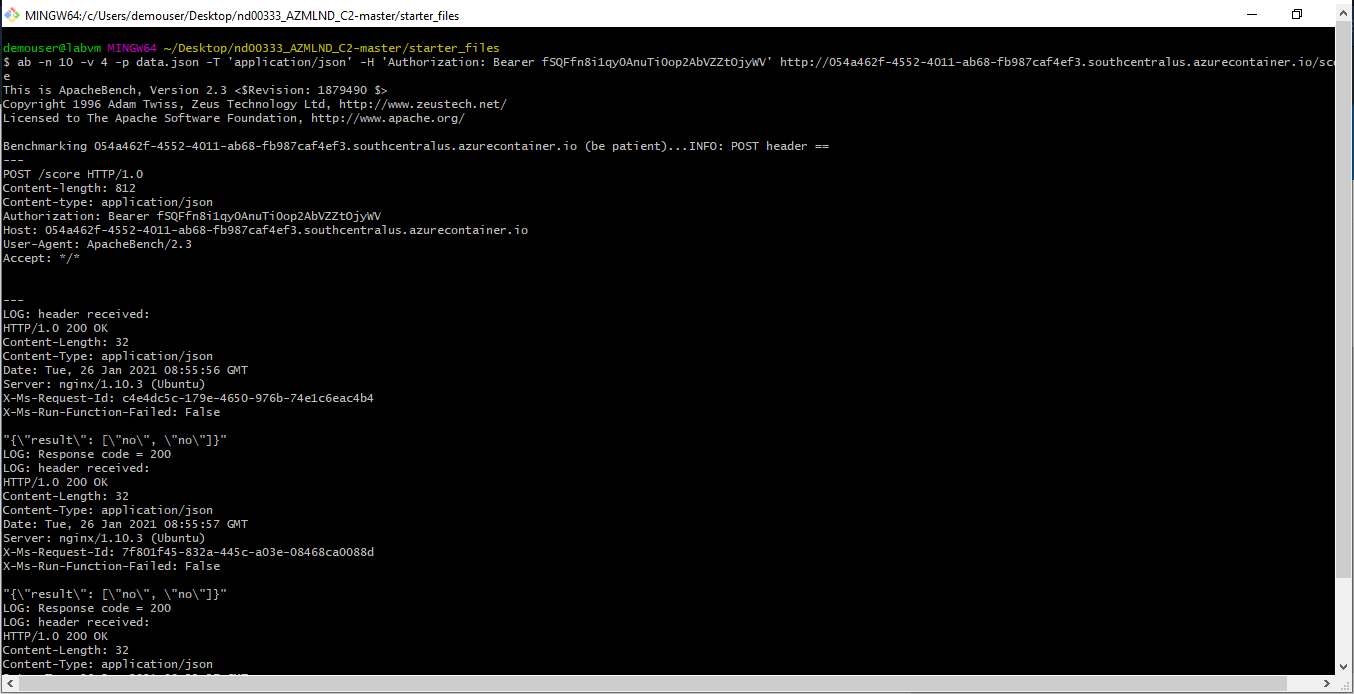 MINGW64:/c/Users/demouser/Desktop/nd00333_AZMLND_C2-master/starter_files
demouser@labvm MINGW64 ~/Desktop/nd00333_AZMLND_C2-master/starter_files
$ ab -n 10 -v 4 -p data.json -T 'application/json' -H 'Authorization: Bearer fSQFfn8i1qyOAnuTiOop2AbVZZtOjyWV' http://054a462f-4552-4011-ab68-fb987caf4ef3.southcentralus.azurecontainer.io/scor
e
This is ApacheBench, Version 2.3 <$Revision: 1879490 $>
Copyright 1996 Adam Twiss, Zeus Technology Ltd, http://www.zeustech.net/
Licensed to The Apache Software Foundation, http://www.apache.org/
Benchmarking 054a462f-4552-4011-ab68-fb987caf4ef3.southcentralus.azurecontainer.io (be patient)...INFO: POST header ==
---
POST /score HTTP/1.0
Content-length: 812
Content-type: application/json
Authorization: Bearer fSQFfn8i1qyOAnuTiOop2AbVZZtOjyWV
Host: 054a462f-4552-4011-ab68-fb987caf4ef3.southcentralus.azurecontainer.io
User-Agent: ApacheBench/2.3
Accept: */*
---
LOG: header received:
HTTP/1.0 200 OK
Content-Length: 32
Content-Type: application/json
Date: Tue, 26 Jan 2021 08:55:56 GMT
Server: nginx/1.10.3 (Ubuntu)
X-Ms-Request-Id: c4e4dc5c-179e-4650-976b-74e1c6eac4b4
X-Ms-Run-Function-Failed: False
"{\"result\": [\"no\", \"no\"]}"
LOG: Response code = 200
LOG: header received:
HTTP/1.0 200 OK
Content-Length: 32
Content-Type: application/json
Date: Tue, 26 Jan 2021 08:55:57 GMT
Server: nginx/1.10.3 (Ubuntu)
X-Ms-Request-Id: 7f801f45-832a-445c-a03e-08468ca0088d
X-Ms-Run-Function-Failed: False
"{\"result\": [\"no\", \"no\"]}"
LOG: Response code = 200
LOG: header received:
HTTP/1.0 200 OK
Content-Length: 32
Content-Type: application/json